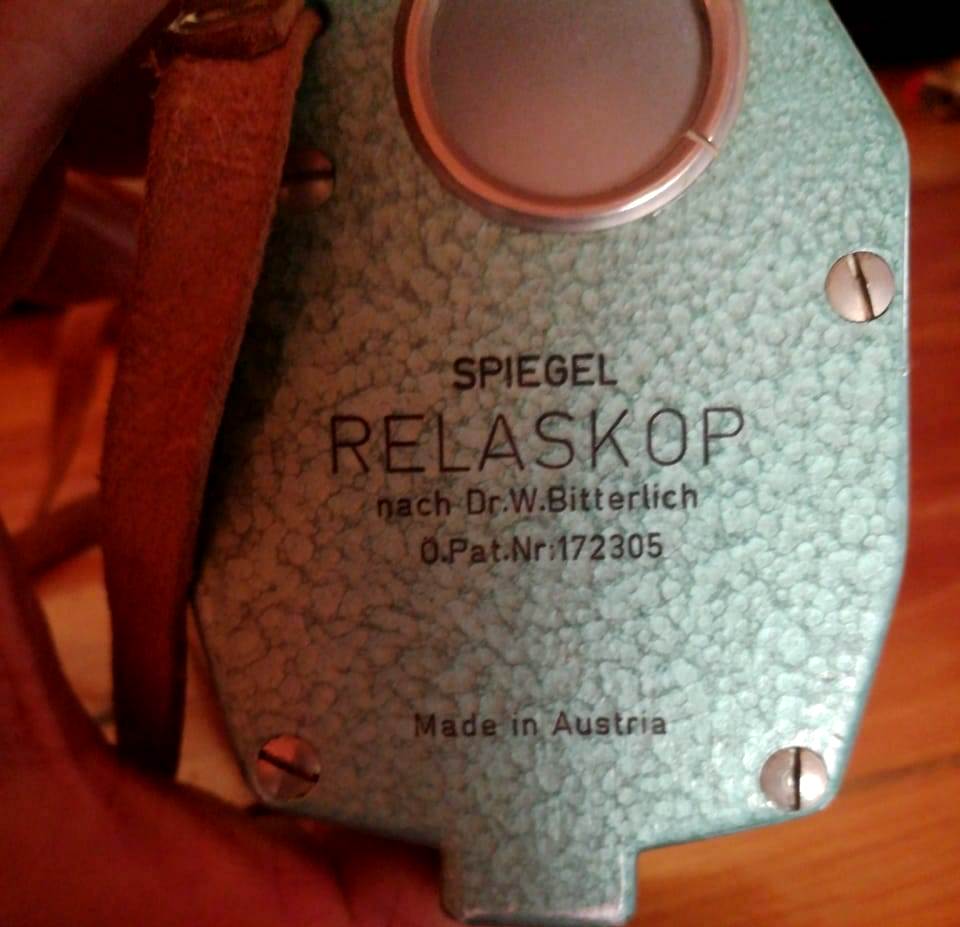 SPIEGEL
RELASKOP
nach Dr.W.Bitterlich
Ö.Pat.Nr:172305
Made in Austria